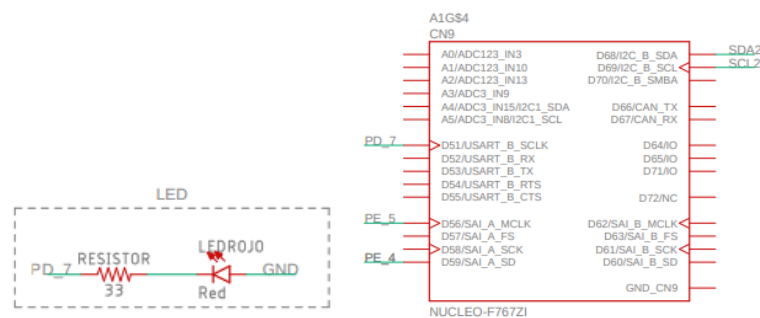 A1G$4
CN9
A0/ADC123_IN3
A1/ADC123_IN10
A2/ADC123_IN13
A3/ADC3_IN9
A4/ADC3_IN15/I2C1_SDA
A5/ADC3_IN8/I2C1_SCL
PD_7
D51/USART_B_SCLK
D52/USART_B_RX
D53/USART_B_TX
D54/USART_B_RTS
D55/USART_B_CTS
PE_5
D56/SAI_A_MCLK
D57/SAI_A_FS
D58/SAI_A_SCK
PE_4
D59/SAI_A_SD
D68/I2C_B_SDA
SDA2
D69/I2C_B_SCL
SCL2
D70/I2C_B_SMBA
D66/CAN_TX
D67/CAN_RX
D64/IO
D65/IO
D71/IO
D72/NC
D62/SAI_B_MCLK
D63/SAI_B_FS
D61/SAI_B_SCK
D60/SAI_B_SD
GND_CN9
NUCLEO-F767ZI
LED
RESISTOR
LEDROJO
PD_7
GND
33
Red